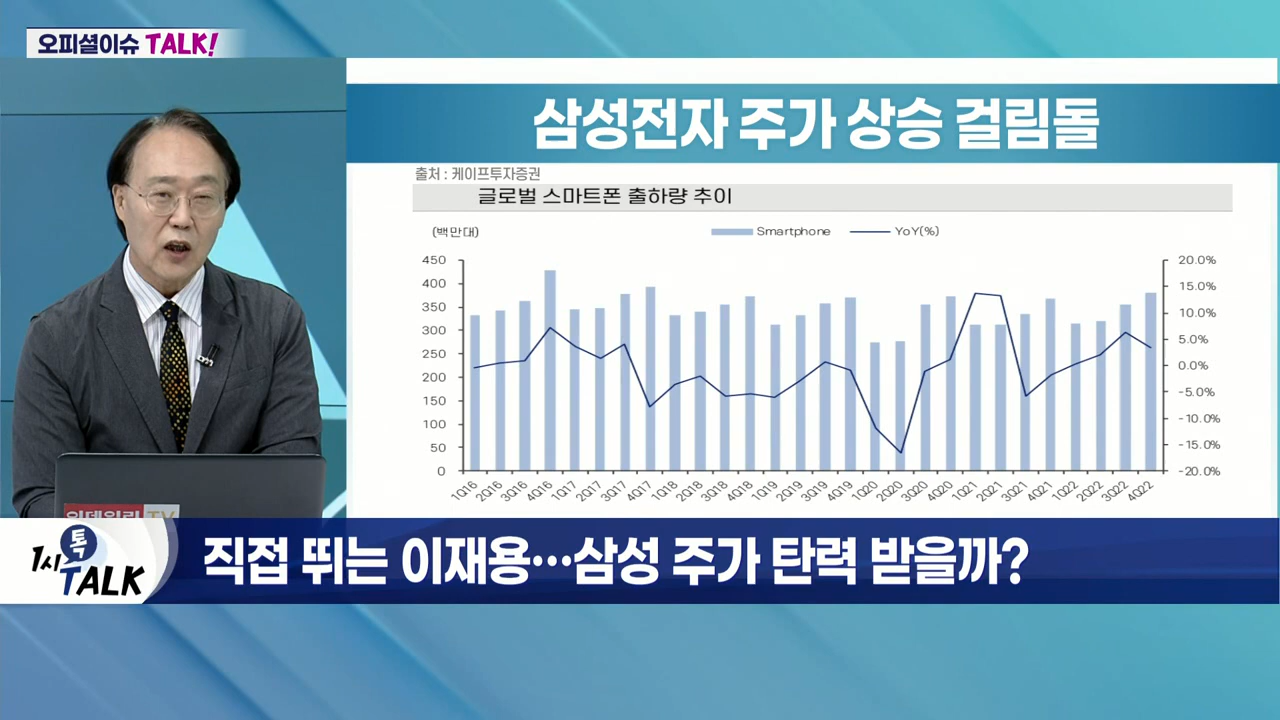 오피셜이슈 TALK!
삼성전자 주가 상승 걸림돌
출처 : 케이프투자증권
글로벌 스마트폰 출하량 추이
(백만대)
Smartphone
YoY(%)
450
400
350
300
250
200
150
100
50
0
20.0%
15.0%
10.0%
5.0%
0.0%
-5.0%
-10.0%
-15.0%
-20.0%
1Q16 2Q16 3Q16 4Q16 1Q17 2Q17 3Q17 4Q17 1Q18 2Q18 3Q18 4Q18 1Q19 2Q19 3Q19 4Q19 1Q20 2Q20 3Q20 4Q20 1Q21 2Q21 3Q21 4Q21 1Q22 2Q22 3Q22 4Q22
이데일리 TV
1시 톡
TALK
직접 뛰는 이재용…삼성 주가 탄력 받을까?